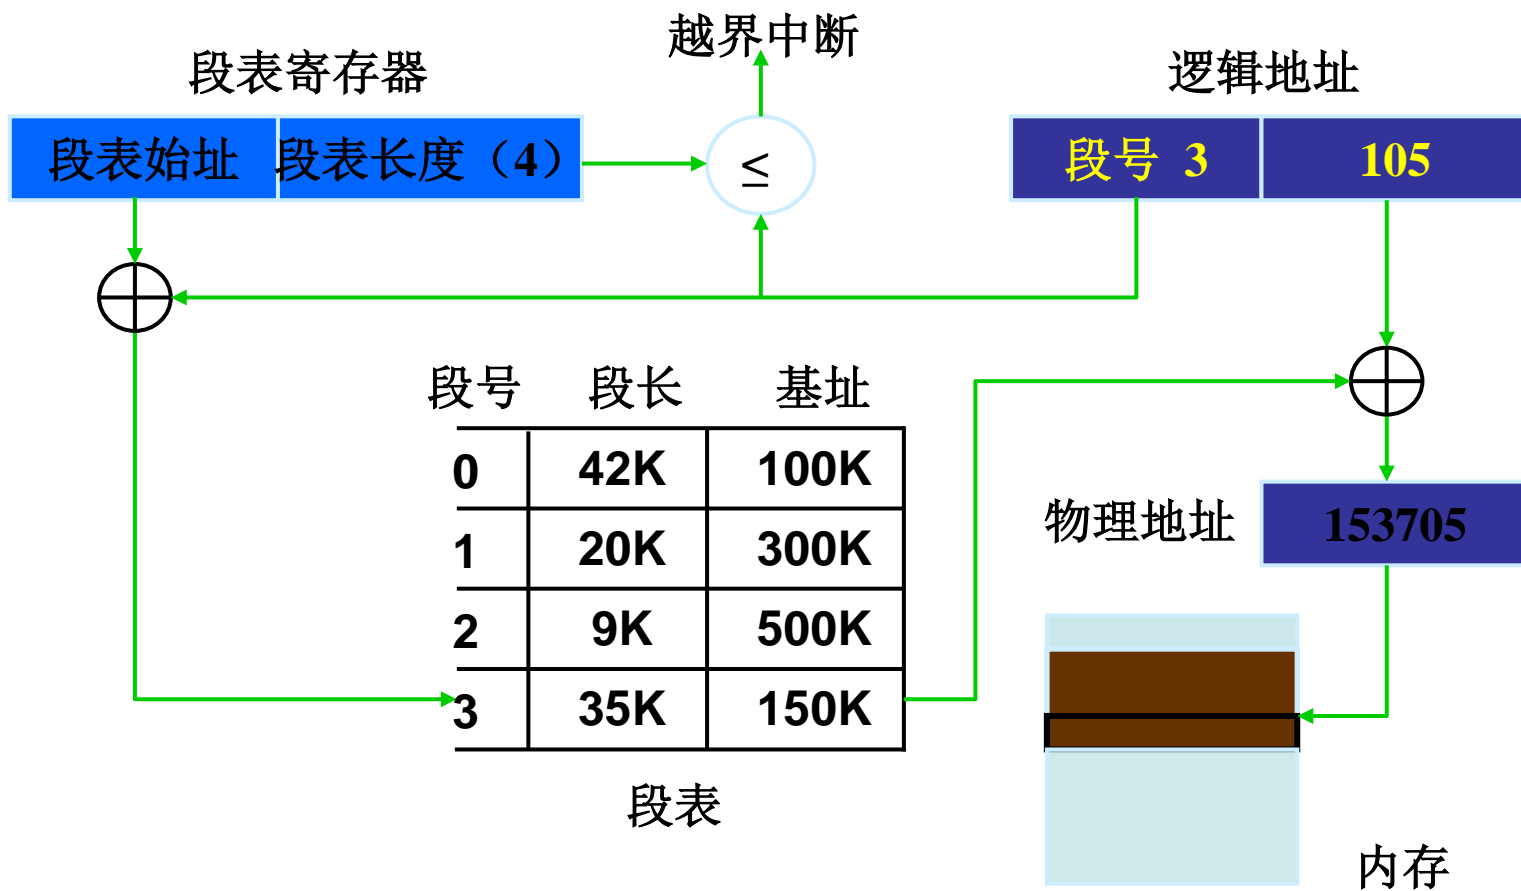 越界中断
段表寄存器
逻辑地址
段表始址 段表长度（4）
≤
段号 3 105
段号 段长 基址
0 42K 100K
1 20K 300K
2 9K 500K
3 35K 150K
物理地址 153705
段表
内存